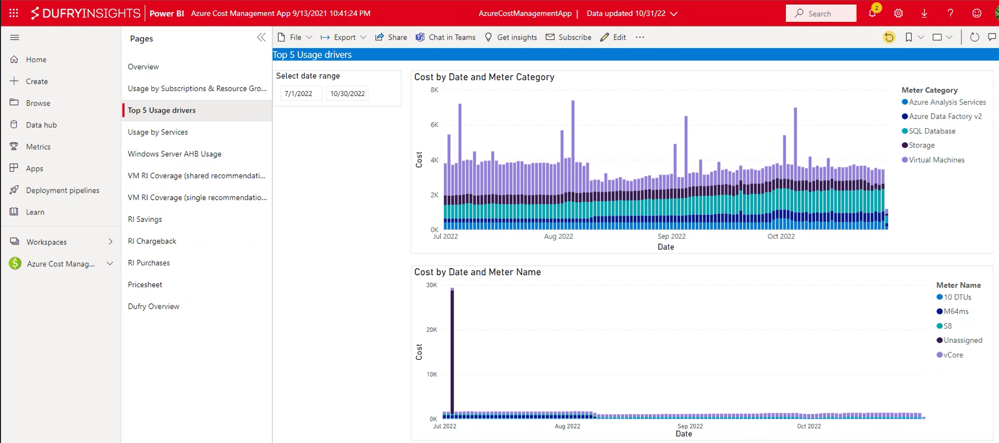 DUFRYINSIGHTS Power BI Azure Cost Management App 9/13/2021 10:41:24 PM AzureCostManagementApp | Data updated 10/31/22 Search 2
Home
Create
Browse
Data hub
Metrics
Apps
Deployment pipelines
Learn
Workspaces
$ Azure Cost Manag...
Pages
Overview
Usage by Subscriptions & Resource Gro...
Top 5 Usage drivers
Usage by Services
Windows Server AHB Usage
VM RI Coverage (shared recommendati...
VM RI Coverage (single recommendatio...
RI Savings
RI Chargeback
RI Purchases
Pricesheet
Dufry Overview
File Export Share Chat in Teams Get insights Subscribe Edit ...
Top 5 Usage drivers
Select date range
7/1/2022 10/30/2022
Cost by Date and Meter Category
8K
6K
4K
2K
0K
Cost
Jul 2022 Aug 2022 Sep 2022 Oct 2022
Date
Meter Category
Azure Analysis Services
Azure Data Factory v2
SQL Database
Storage
Virtual Machines
Cost by Date and Meter Name
30K
20K
10K
0K
Cost
Jul 2022 Aug 2022 Sep 2022 Oct 2022
Date
Meter Name
10 DTUs
M64ms
S8
Unassigned
vCore